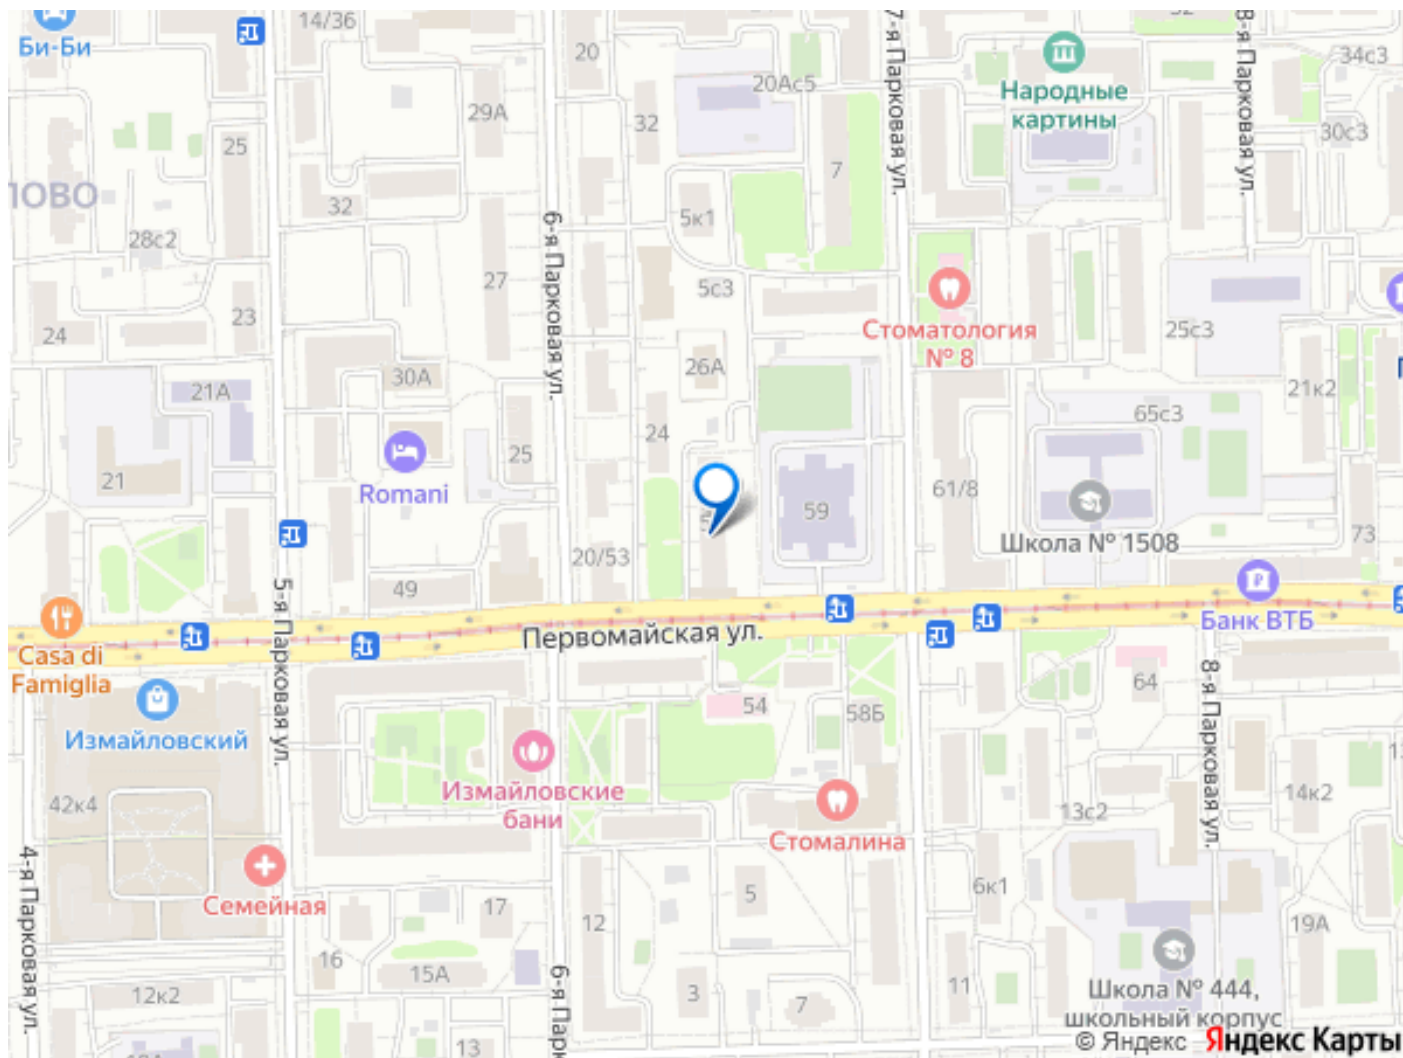 Би-Би
14/36
20
20Ас5
7-я Парковая ул.
8-я Парковая ул.
34с3
Народные
картины
30с3
29А
32
25
7
ЛОВО
32
28с2
6-я Парковая ул.
5к1
27
5с3
24
23
Стоматология
№ 8
25с3
26А
30А
21А
21к2
65с3
24
25
21
Romani
61/8
59
20/53
Школа № 1508
73
49
5-я Парковая ул.
Банк ВТБ
Первомайская ул.
Casa di
Famiglia
64
8-я Парковая ул.
54
58Б
Измайловский
Измайловские
бани
42к4
13с2
14к2
Стомалина
4-я Парковая ул.
Семейная
5
6к1
17
12
19А
16
15А
6-я Парк
12к2
3
7
11
Школа № 444,
школьный корпус
13
© Яндекс Яндекс Карты